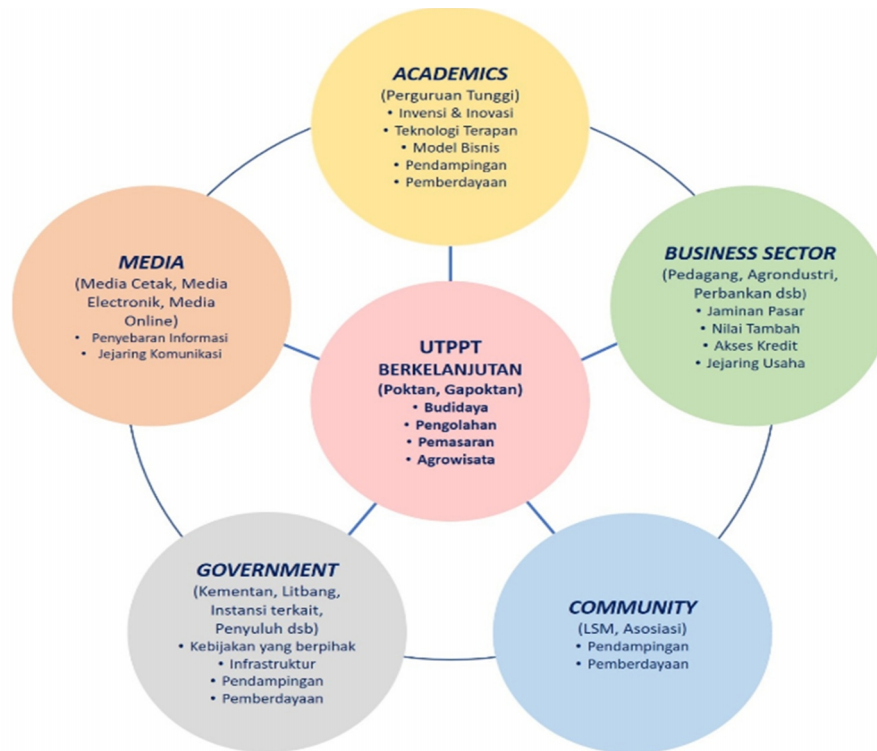 ACADEMICS
(Perguruan Tinggi)
• Invensi & Inovasi
• Teknologi Terapan
• Model Bisnis
• Pendampingan
• Pemberdayaan
MEDIA
(Media Cetak, Media
Electronik, Media
Online)
• Penyebaran Informasi
• Jejaring Komunikasi
BUSINESS SECTOR
(Pedagang, Agrondustri,
Perbankan dsb)
• Jaminan Pasar
• Nilai Tambah
• Akses Kredit
• Jejaring Usaha
UTPPT
BERKELANJUTAN
(Poktan, Gapoktan)
• Budidaya
• Pengolahan
• Pemasaran
• Agrowisata
GOVERNMENT
(Kementan, Litbang,
Instansi terkait,
Penyuluh dsb)
• Kebijakan yang berpihak
• Infrastruktur
• Pendampingan
• Pemberdayaan
COMMUNITY
(LSM, Asosiasi)
• Pendampingan
• Pemberdayaan